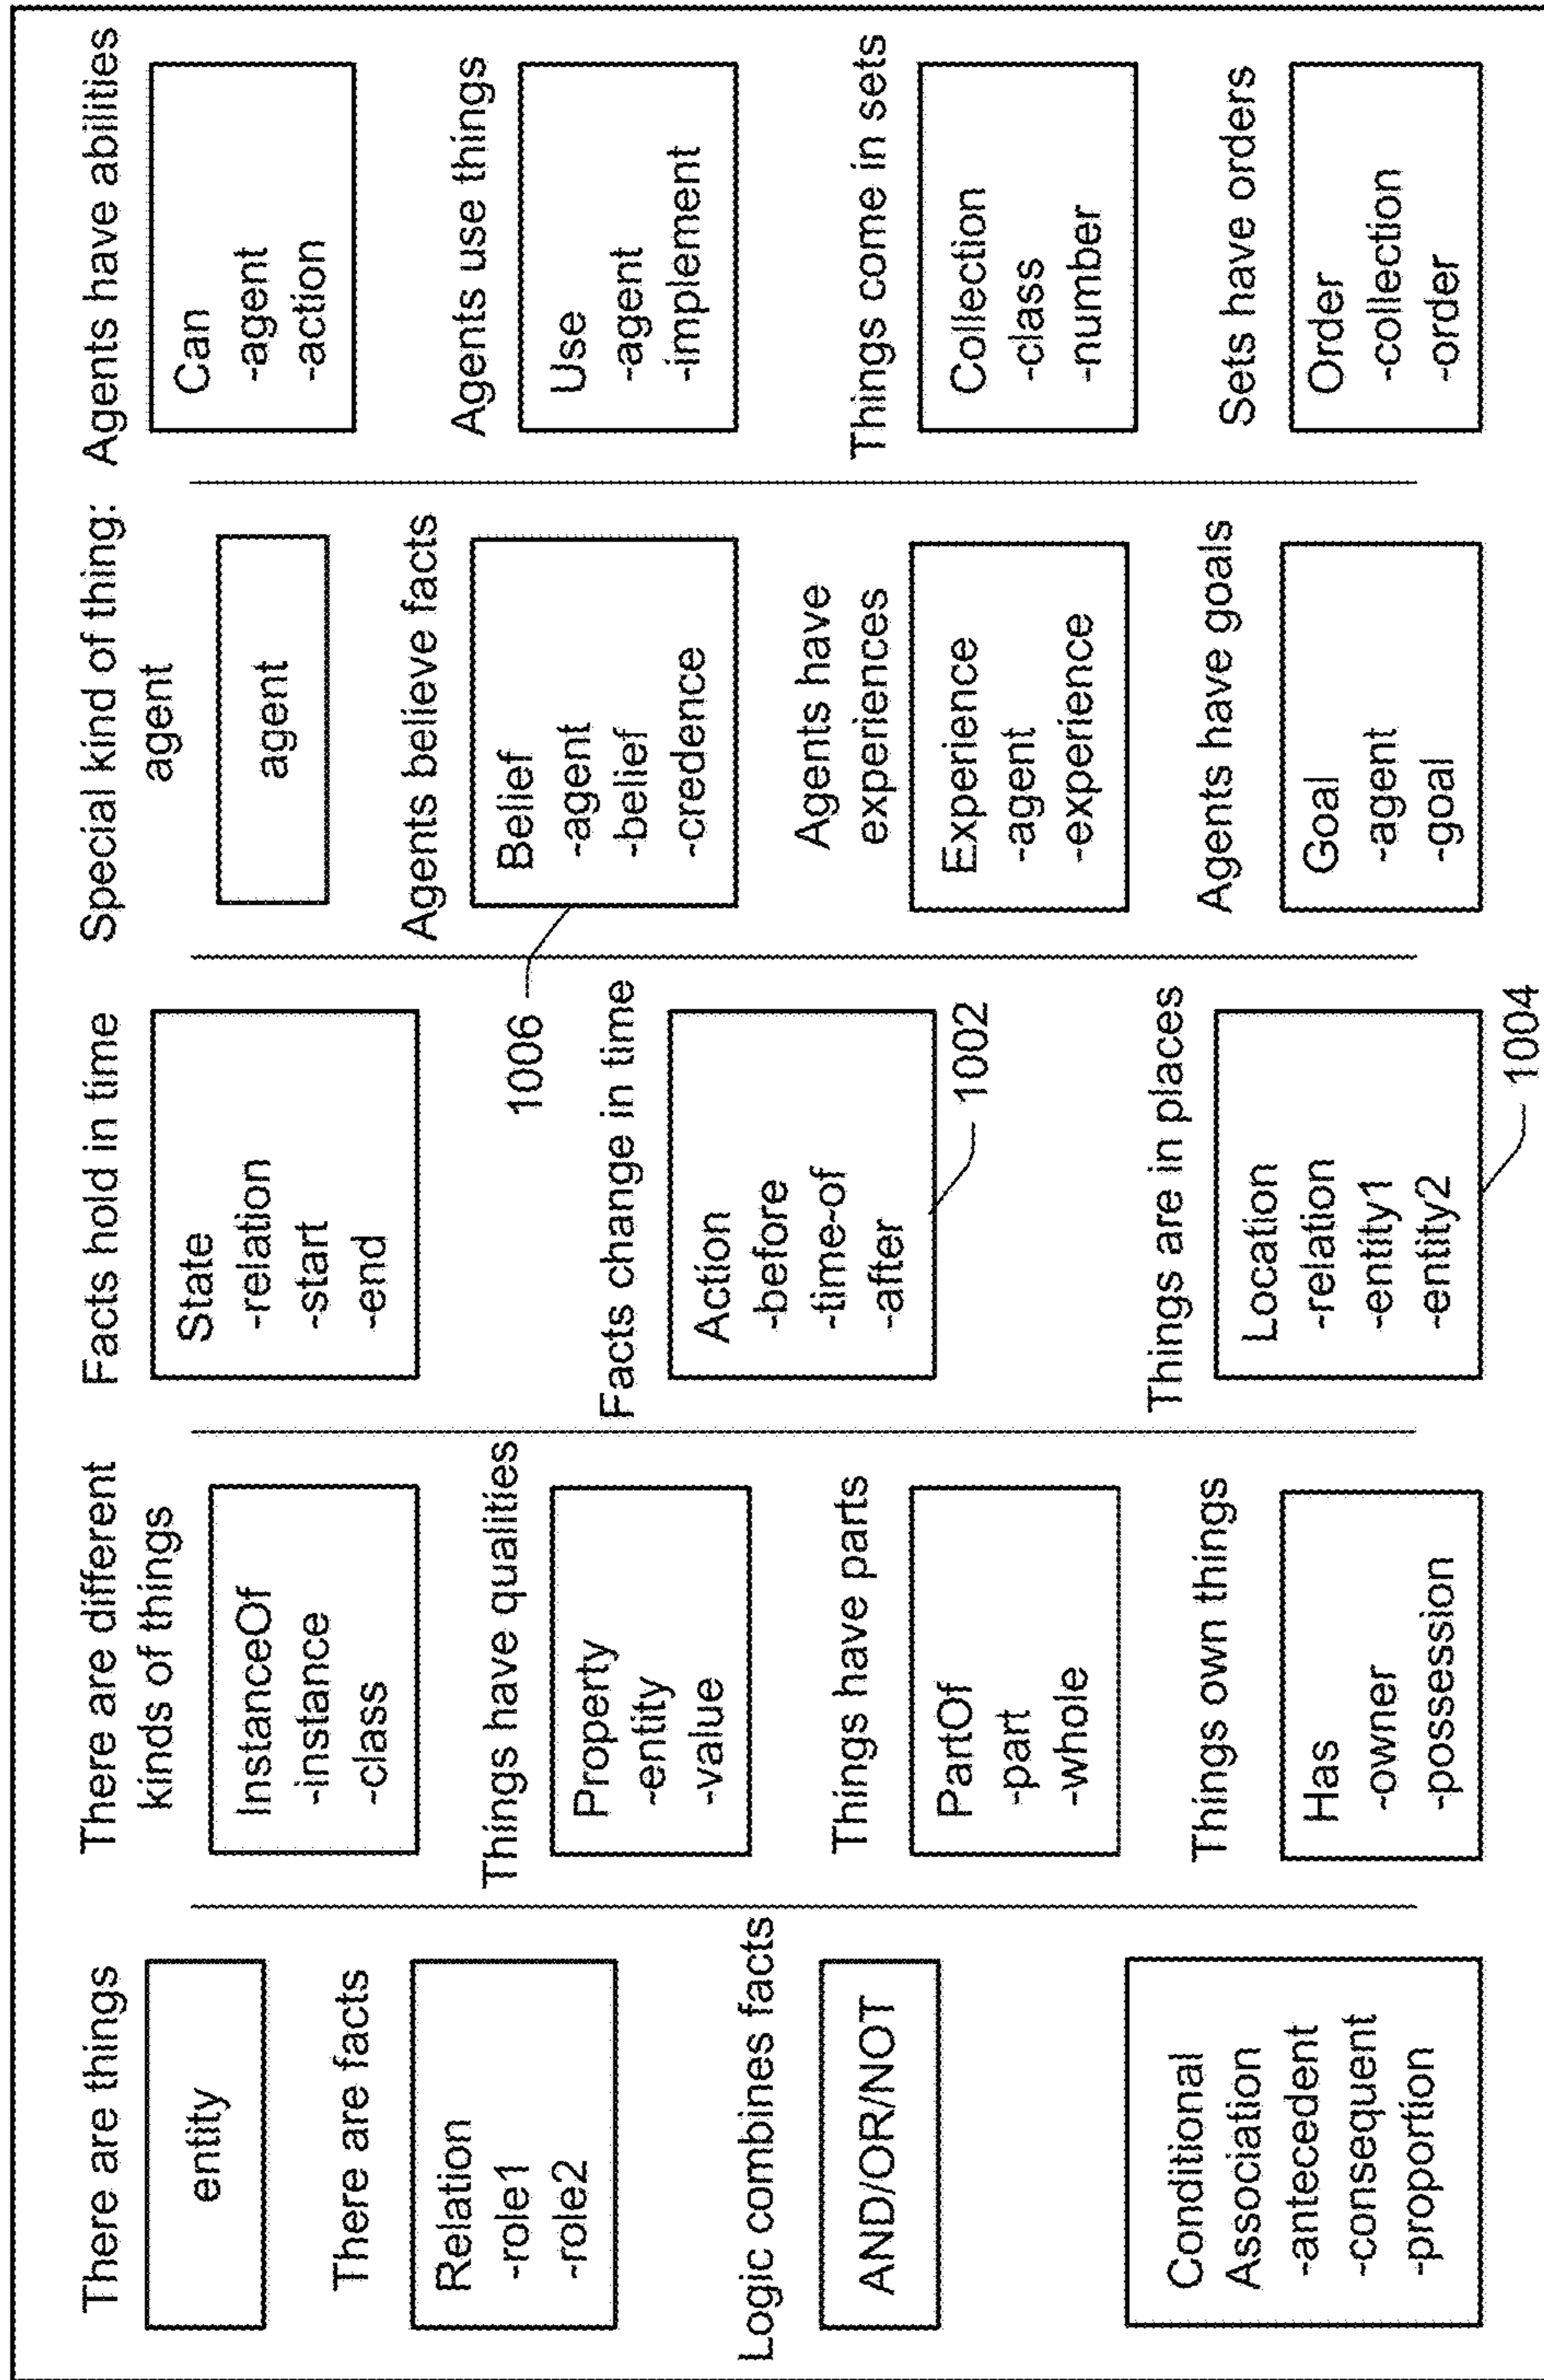 There are things
entity
There are facts
Relation
-role1
-role2
Logic combines facts
AND/OR/NOT
Conditional
Association
-antecedent
-consequent
-proportion
There are different
kinds of things
InstanceOf
-instance
-class
Things have qualities
Property
-entity
-value
Things have parts
PartOf
-part
-whole
Things own things
Has
-owner
-possession
Facts hold in time
State
-relation
-start
-end
Facts change in time
Action
-before
-time-of
-after
1002
Things are in places
Location
-relation
-entity1
-entity2
1004
Special kind of thing:
agent
agent
Agents believe facts
Belief
-agent
-belief
-credence
1006
Agents have
experiences
Experience
-agent
-experience
Agents have goals
Goal
-agent
-goal
Agents have abilities
Can
-agent
-action
Agents use things
Use
-agent
-implement
Things come in sets
Collection
-class
-number
Sets have orders
Order
-collection
-order